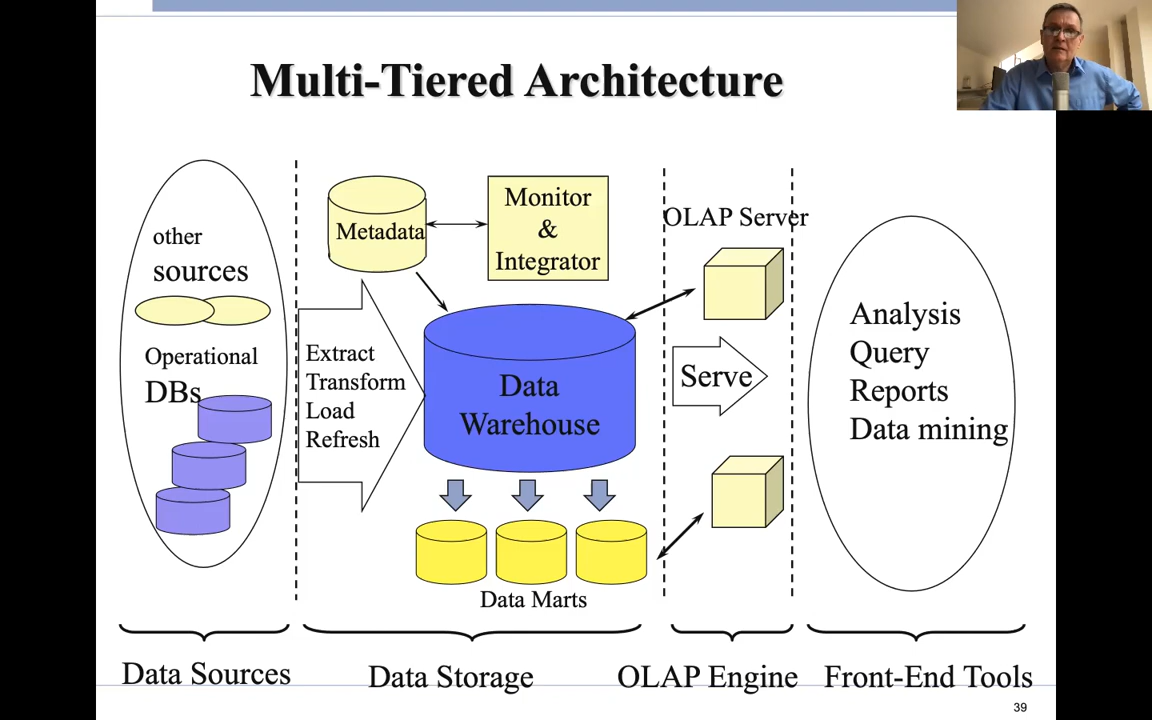 Multi-Tiered Architecture
other
sources
Operational
DBs
Metadata
Monitor
&
Integrator
Extract
Transform
Load
Refresh
Data
Warehouse
Data Marts
OLAP Server
Serve
Analysis
Query
Reports
Data mining
Data Sources
Data Storage
OLAP Engine
Front-End Tools
39